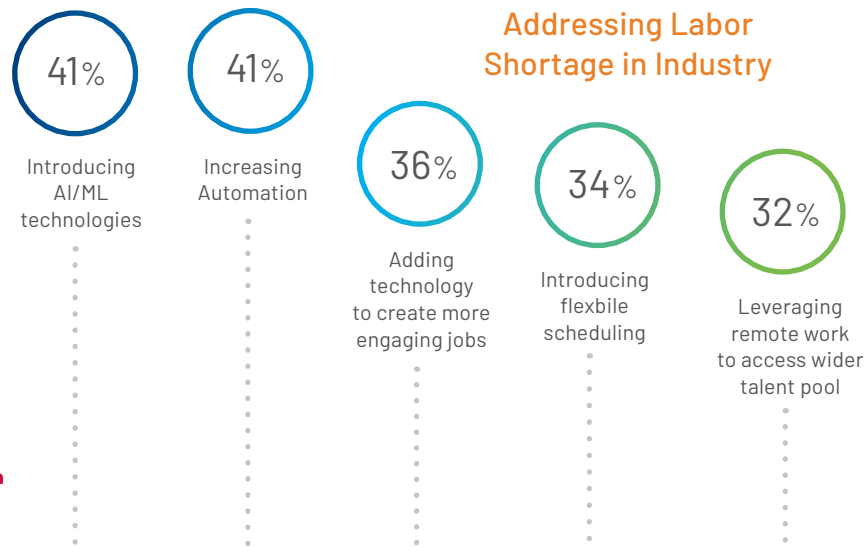 Addressing Labor
Shortage in Industry
41%
Introducing
AI/ML
technologies
41%
Increasing
Automation
36%
Adding
technology
to create more
engaging jobs
34%
Introducing
flexbile
scheduling
32%
Leveraging
remote work
to access wider
talent pool